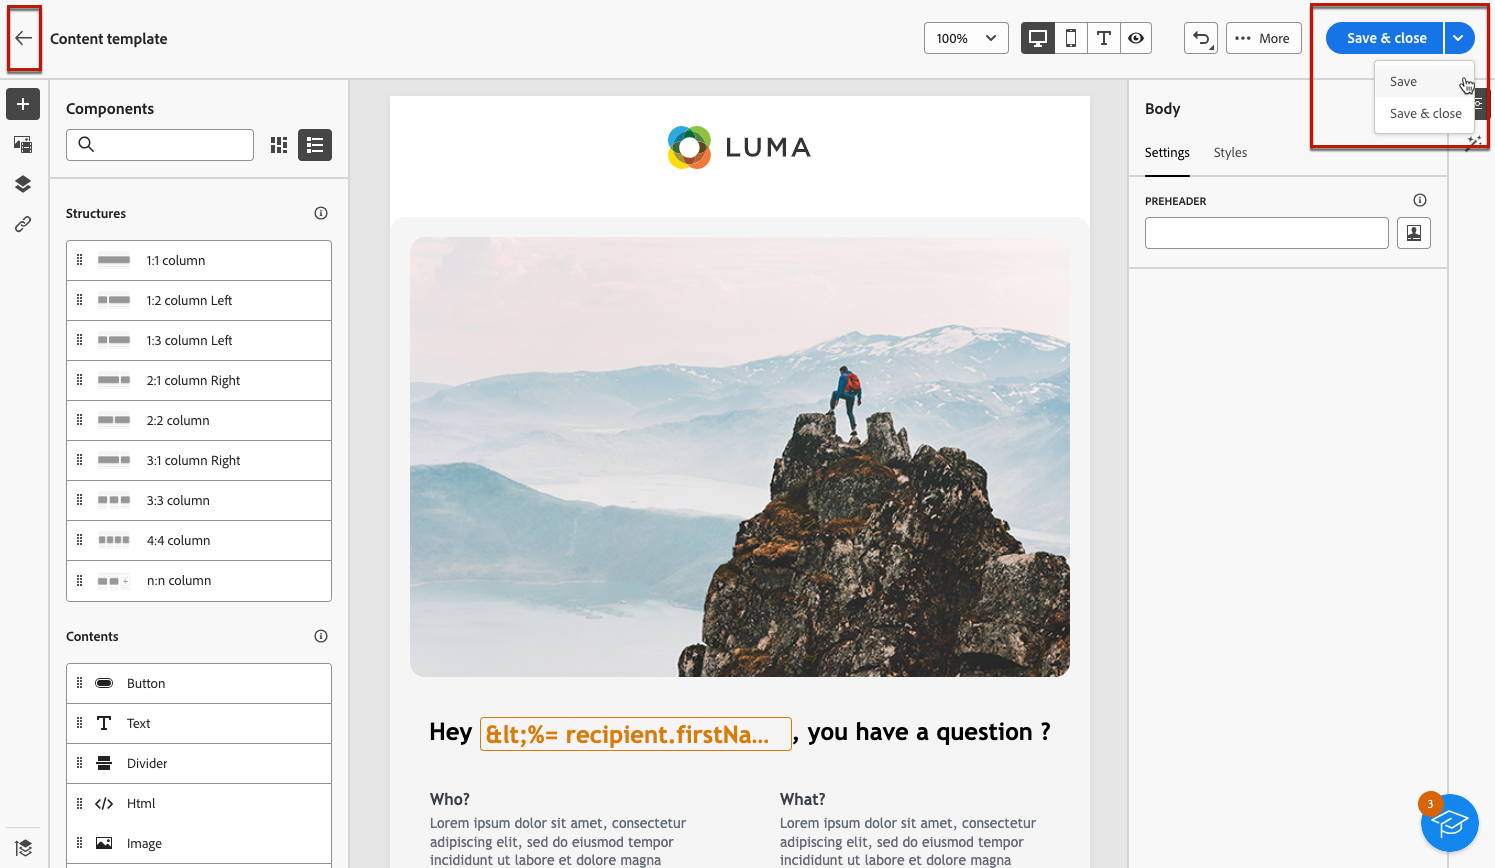 Content template
100%
More
Save & close
Save
Save & close
Components
Structures
1:1 column
1:2 column Left
1:3 column Left
2:1 column Right
2:2 column
3:1 column Right
3:3 column
4:4 column
n:n column
Contents
Button
Text
Divider
Html
Image
LUMA
Hey &lt;%= recipient.firstNa... , you have a question ?
Who?
Lorem ipsum dolor sit amet, consectetur
adipiscing elit, sed do eiusmod tempor
incididunt ut labore et dolore magna
What?
Lorem ipsum dolor sit amet, consectetur
adipiscing elit, sed do eiusmod tempor
incididunt ut labore et dolore magna
Body
Settings
Styles
PREHEADER
3